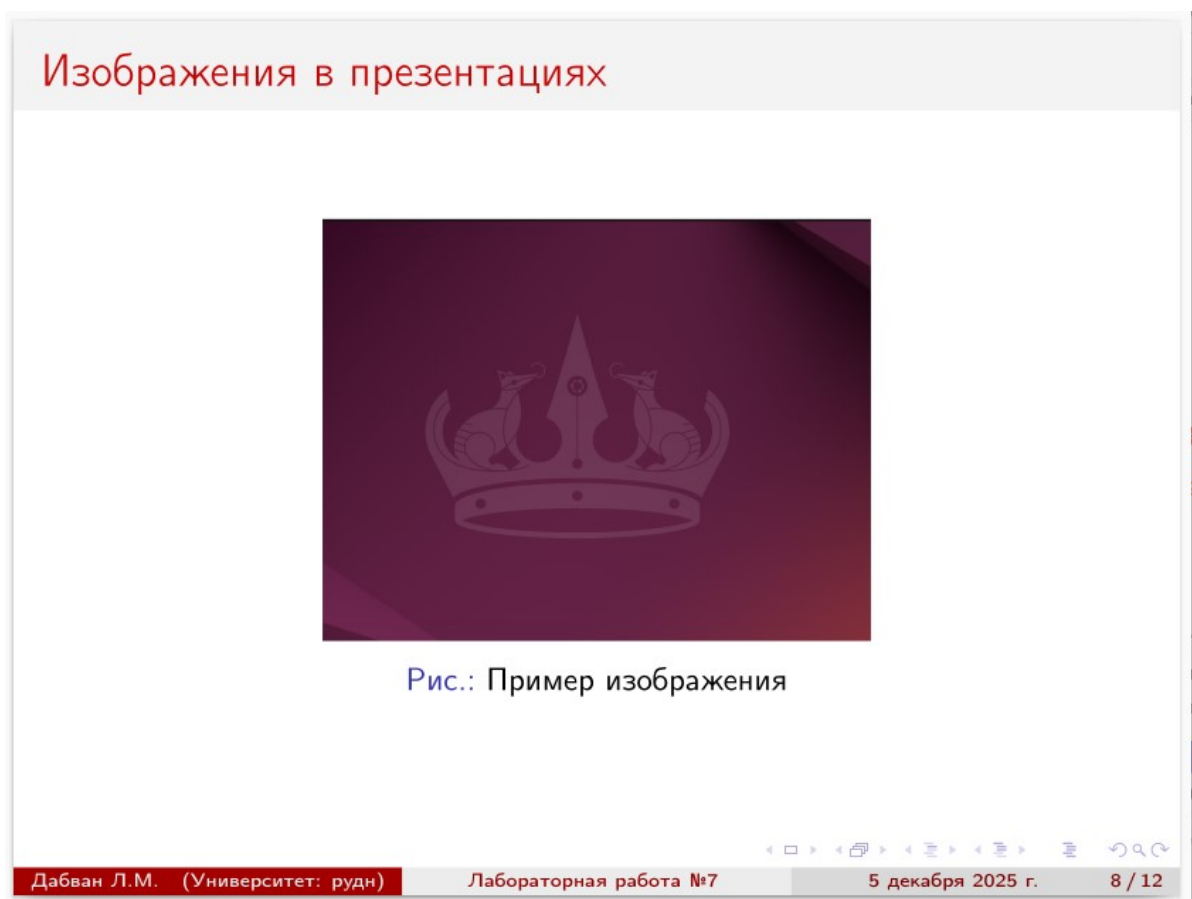 Изображения в презентациях
Рис.: Пример изображения
Дабван Л.М. (Университет: рудн) Лабораторная работа №7 5 декабря 2025 г. 8 / 12